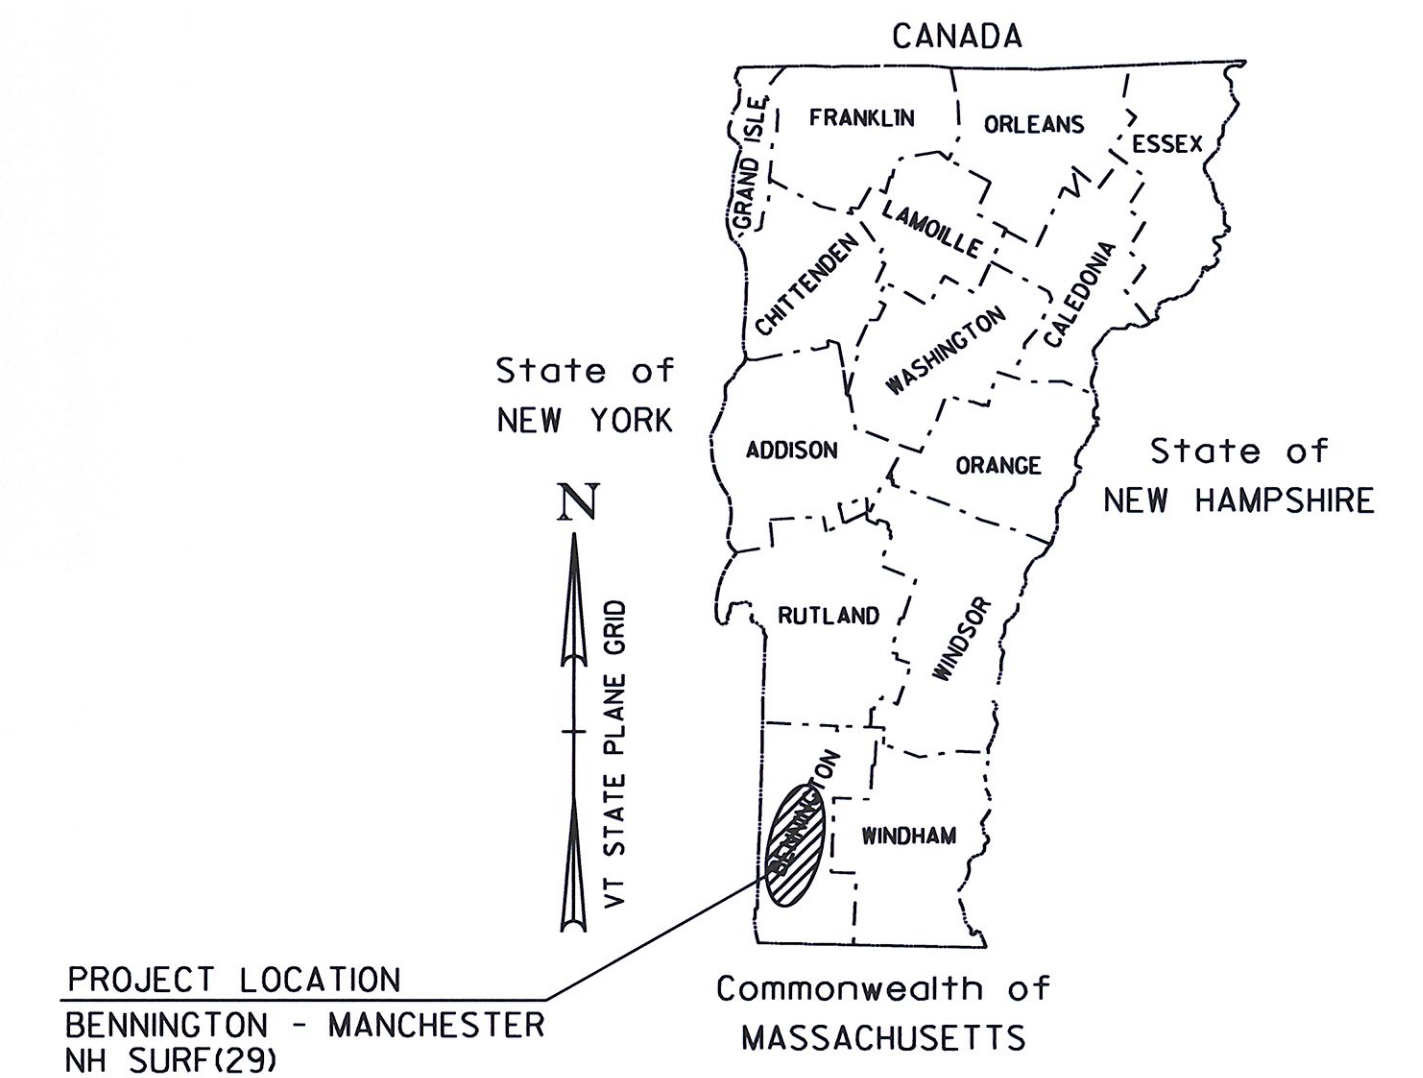 CANADA
GRAND ISLE
FRANKLIN
ORLEANS
ESSEX
LAMOILLE
CHITTENDEN
CALEDONIA
WASHINGTON
State of
NEW YORK
ADDISON
ORANGE
State of
NEW HAMPSHIRE
N
VT STATE PLANE GRID
RUTLAND
WINDSOR
BENNINGTON
WINDHAM
PROJECT LOCATION
BENNINGTON - MANCHESTER
NH SURF(29)
Commonwealth of
MASSACHUSETTS